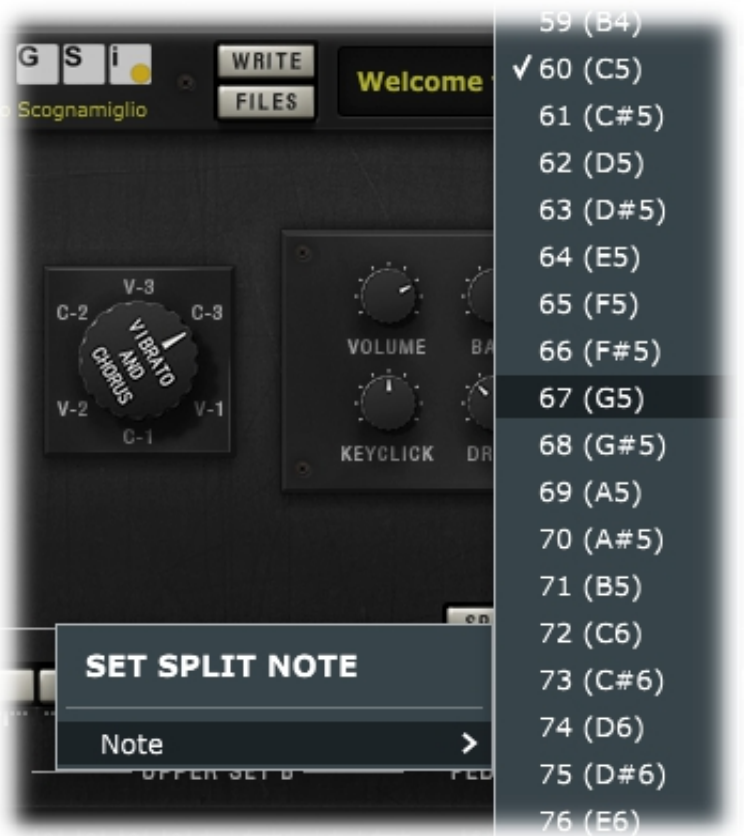 GSi
WRITE
FILES
Scognamiglio
Welcome
V-3
C-2
C-3
VIBRATO
AND
CHORUS
V-2
V-1
C-1
VOLUME
KEYCLICK
SET SPLIT NOTE
Note
UPPER SET B
59 (B4)
✓ 60 (C5)
61 (C#5)
62 (D5)
63 (D#5)
64 (E5)
65 (F5)
66 (F#5)
67 (G5)
68 (G#5)
69 (A5)
70 (A#5)
71 (B5)
72 (C6)
73 (C#6)
74 (D6)
75 (D#6)
76 (E6)